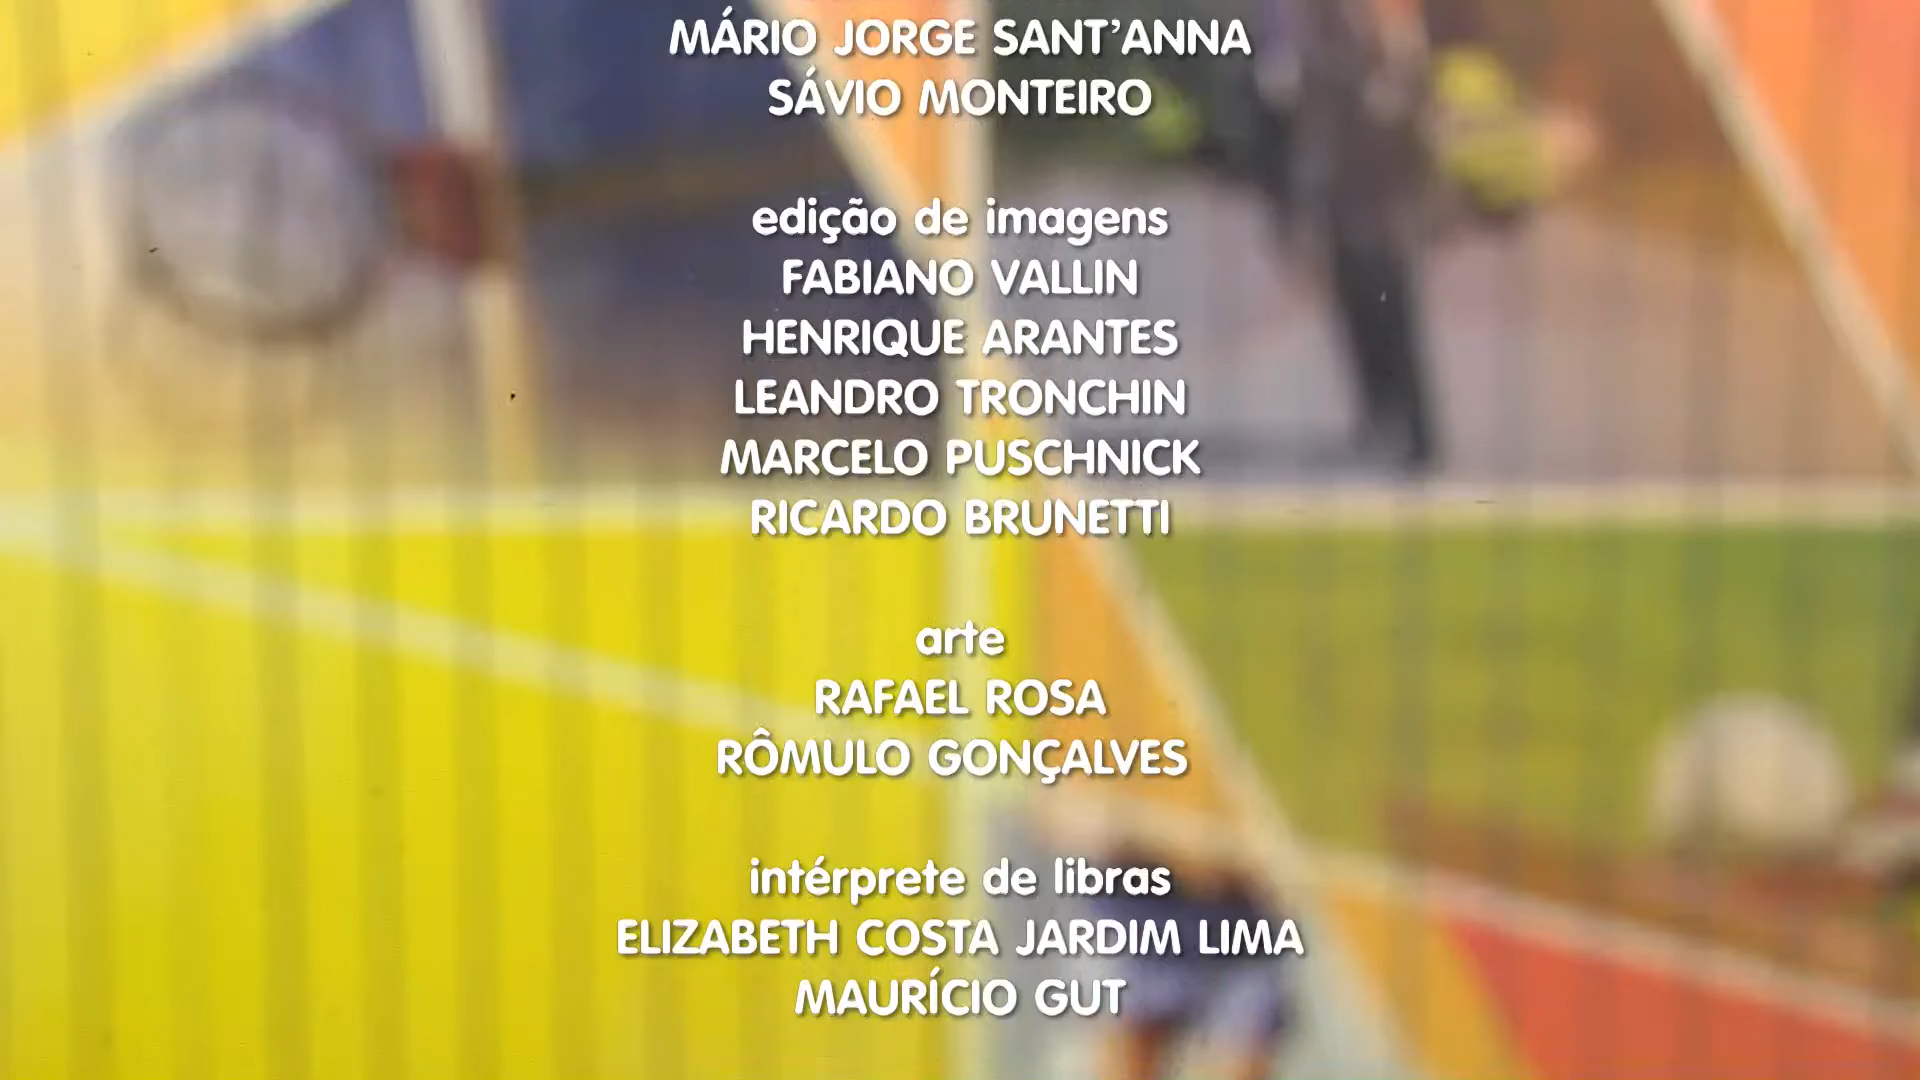 MÁRIO JORGE SANT’ANNA
SÁVIO MONTEIRO
edição de imagens
FABIANO VALLIN
HENRIQUE ARANTES
LEANDRO TRONCHIN
MARCELO PUSCHNICK
RICARDO BRUNETTI
arte
RAFAEL ROSA
RÔMULO GONÇALVES
intérprete de libras
ELIZABETH COSTA JARDIM LIMA
MAURÍCIO GUT